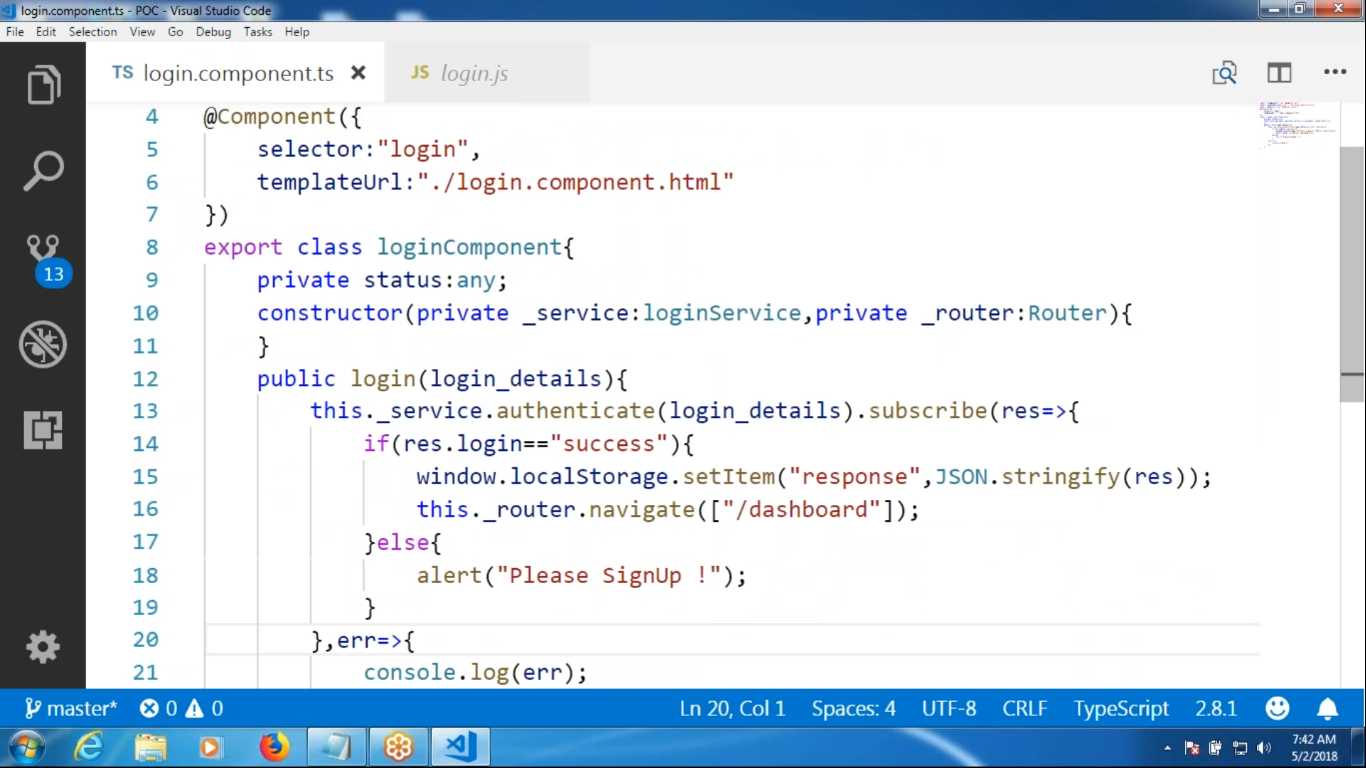 login.component.ts - POC - Visual Studio Code
File Edit Selection View Go Debug Tasks Help
TS login.component.ts JS login.js
4 @Component({
5 selector:"login",
6 templateUrl:"./login.component.html"
7 })
8 export class loginComponent{
9 private status:any;
10 constructor(private _service:loginService,private _router:Router){
11 }
12 public login(login_details){
13 this._service.authenticate(login_details).subscribe(res=>{
14 if(res.login=="success"){
15 window.localStorage.setItem("response",JSON.stringify(res));
16 this._router.navigate(["/dashboard"]);
17 }else{
18 alert("Please SignUp !");
19 }
20 },err=>{
21 console.log(err);
13
master* 0 0 Ln 20, Col 1 Spaces: 4 UTF-8 CRLF TypeScript 2.8.1
7:42 AM
5/2/2018